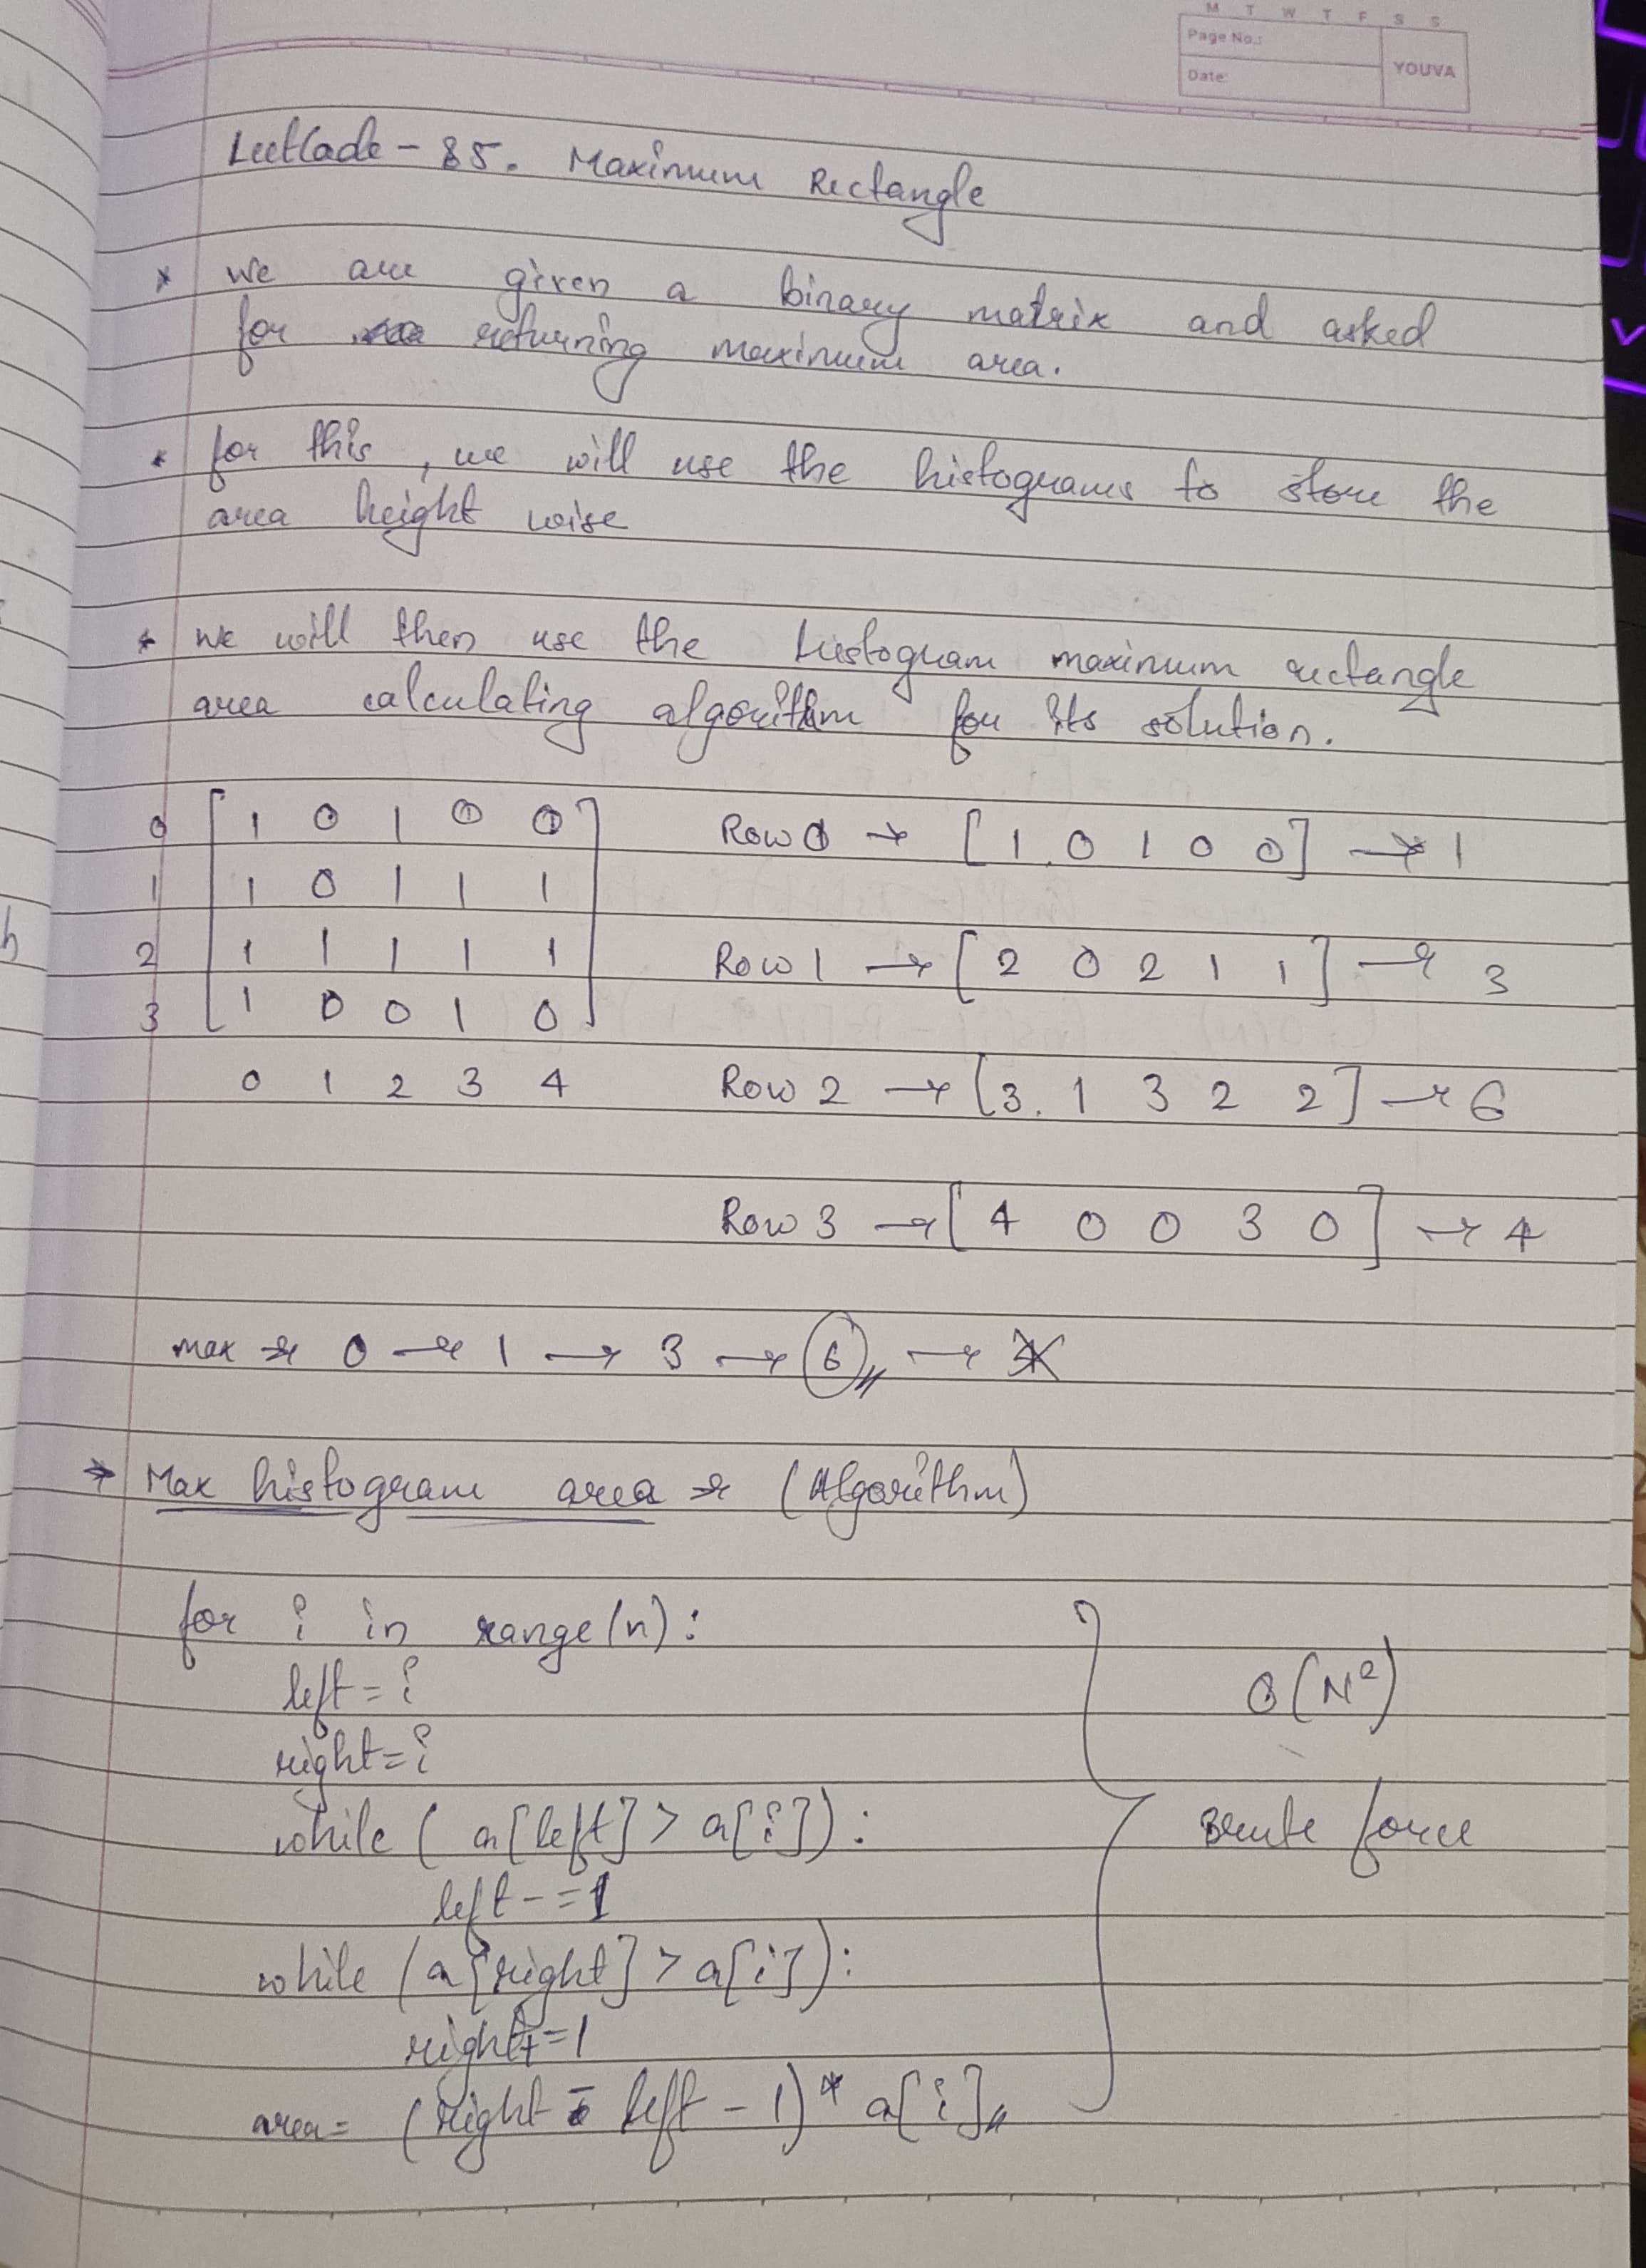 M T W T F S S
Page No.:
YOUVA
Date:
LeetCode - 85. Maximum Rectangle
* we are given a binary matrix and asked
for returning maximum area.
* for this, we will use the histograms to store the
area height wise
* we will then use the histogram maximum rectangle
area calculating algorithm for its solution.
0 [ 1 0 1 0 0 ] Row 0 → [ 1 0 1 0 0 ] → 1
1 1 0 1 1 1
2 1 1 1 1 1 Row 1 → [ 2 0 2 1 1 ] → 3
3 1 0 0 1 0
0 1 2 3 4 Row 2 → [ 3 1 3 2 2 ] → 6
Row 3 → [ 4 0 0 3 0 ] → 4
max → 0 → 1 → 3 → 6 → 4
→ Max histogram area → (Algorithm)
for i in range(n):
left = i
right = i
while ( a[left] > a[i] ):
left -= 1
while ( a[right] > a[i] ):
right += 1
area = (right - left - 1) * a[i]
O(N²)
Brute force